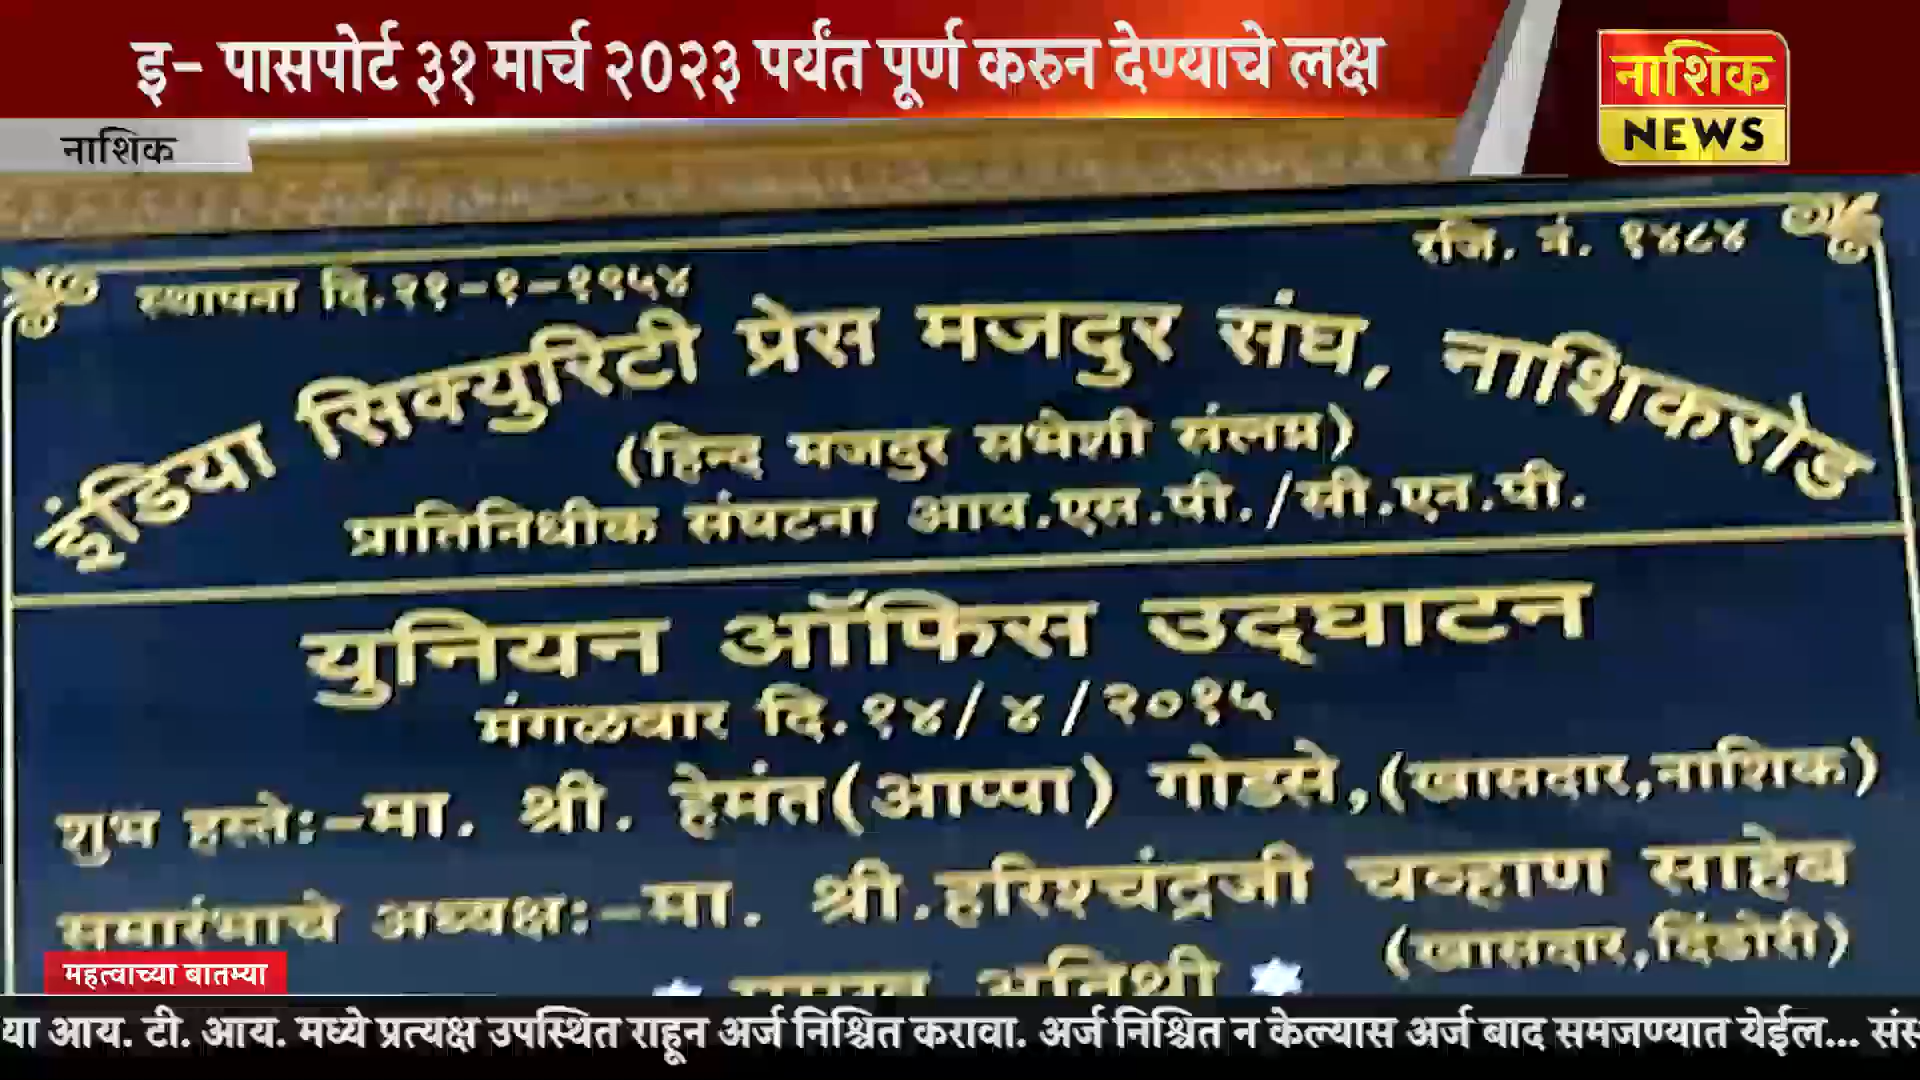 इ- पासपोर्ट ३१ मार्च २०२३ पर्यंत पूर्ण करुन देण्याचे लक्ष
नाशिक
NEWS
नाशिक
स्थापना दि.२१-१-१९५४
रजि. नं. १४८४
इंडिया सिक्युरिटी प्रेस मजदुर संघ, नाशिकरोड
(हिन्द मजदुर सभेशी संलग्न)
प्रातिनिधीक संघटना आय.एस.पी./सी.एन.पी.
युनियन ऑफिस उद्घाटन
मंगळवार दि.१४/४/२०१५
शुभ हस्ते:-मा. श्री. हेमंत(आप्पा) गोडसे,(खासदार,नाशिक)
समारंभाचे अध्यक्ष:-मा. श्री.हरिश्चंद्रजी चव्हाण साहेब
(खासदार,दिंडोरी)
महत्वाच्या बातम्या
या आय. टी. आय. मध्ये प्रत्यक्ष उपस्थित राहून अर्ज निश्चित करावा. अर्ज निश्चित न केल्यास अर्ज बाद समजण्यात येईल...